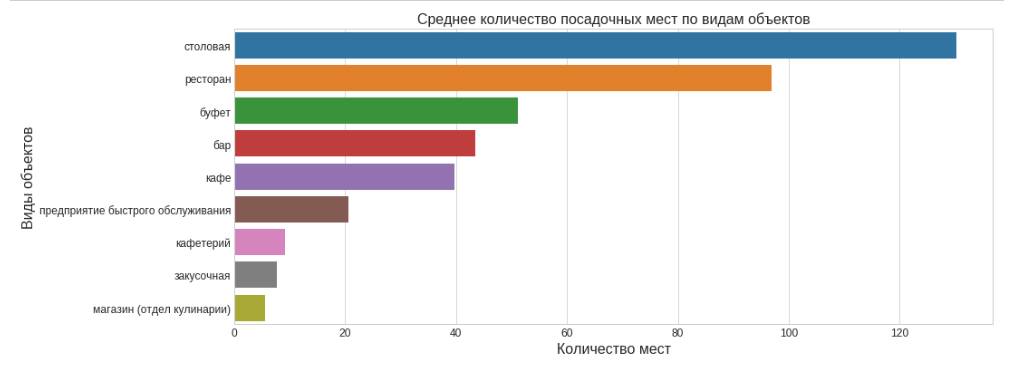 Среднее количество посадочных мест по видам объектов
Виды объектов
столовая
ресторан
буфет
бар
кафе
предприятие быстрого обслуживания
кафетерий
закусочная
магазин (отдел кулинарии)
0 20 40 60 80 100 120
Количество мест